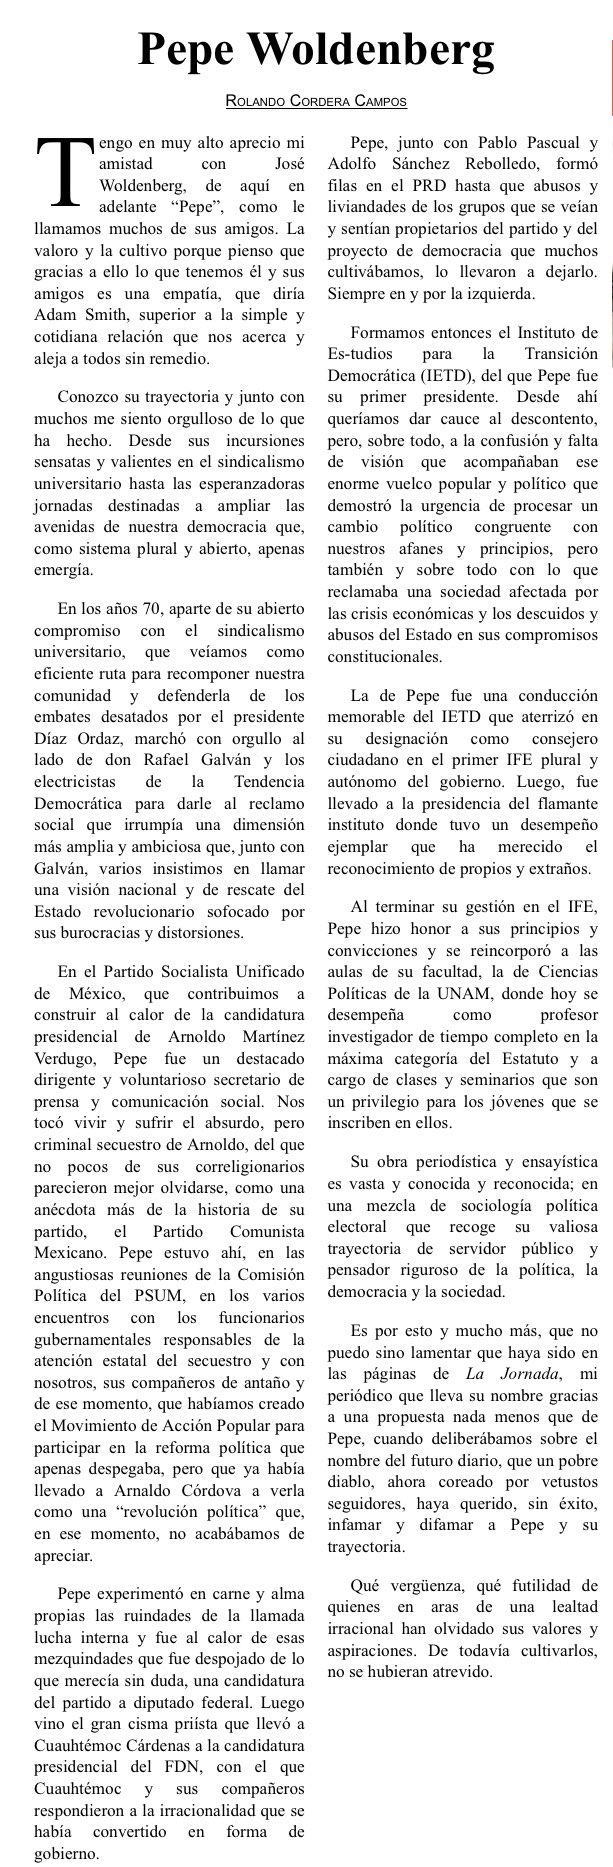 Pepe Woldenberg
Rolando Cordera Campos
Tengo en muy alto aprecio mi
amistad con José
Woldenberg, de aquí en
adelante “Pepe”, como le
llamamos muchos de sus amigos. La
valoro y la cultivo porque pienso que
gracias a ello lo que tenemos él y sus
amigos es una empatía, que diría
Adam Smith, superior a la simple y
cotidiana relación que nos acerca y
aleja a todos sin remedio.
Conozco su trayectoria y junto con
muchos me siento orgulloso de lo que
ha hecho. Desde sus incursiones
sensatas y valientes en el sindicalismo
universitario hasta las esperanzadoras
jornadas destinadas a ampliar las
avenidas de nuestra democracia que,
como sistema plural y abierto, apenas
emergía.
En los años 70, aparte de su abierto
compromiso con el sindicalismo
universitario, que veíamos como
eficiente ruta para recomponer nuestra
comunidad y defenderla de los
embates desatados por el presidente
Díaz Ordaz, marchó con orgullo al
lado de don Rafael Galván y los
electricistas de la Tendencia
Democrática para darle al reclamo
social que irrumpía una dimensión
más amplia y ambiciosa que, junto con
Galván, varios insistimos en llamar
una visión nacional y de rescate del
Estado revolucionario sofocado por
sus burocracias y distorsiones.
En el Partido Socialista Unificado
de México, que contribuimos a
construir al calor de la candidatura
presidencial de Arnoldo Martínez
Verdugo, Pepe fue un destacado
dirigente y voluntarioso secretario de
prensa y comunicación social. Nos
tocó vivir y sufrir el absurdo, pero
criminal secuestro de Arnoldo, del que
no pocos de sus correligionarios
parecieron mejor olvidarse, como una
anécdota más de la historia de su
partido, el Partido Comunista
Mexicano. Pepe estuvo ahí, en las
angustiosas reuniones de la Comisión
Política del PSUM, en los varios
encuentros con los funcionarios
gubernamentales responsables de la
atención estatal del secuestro y con
nosotros, sus compañeros de antaño y
de ese momento, que habíamos creado
el Movimiento de Acción Popular para
participar en la reforma política que
apenas despegaba, pero que ya había
llevado a Arnaldo Córdova a verla
como una “revolución política” que,
en ese momento, no acabábamos de
apreciar.
Pepe experimentó en carne y alma
propias las ruindades de la llamada
lucha interna y fue al calor de esas
mezquindades que fue despojado de lo
que merecía sin duda, una candidatura
del partido a diputado federal. Luego
vino el gran cisma priísta que llevó a
Cuauhtémoc Cárdenas a la candidatura
presidencial del FDN, con el que
Cuauhtémoc y sus compañeros
respondieron a la irracionalidad que se
había convertido en forma de
gobierno.
Pepe, junto con Pablo Pascual y
Adolfo Sánchez Rebolledo, formó
filas en el PRD hasta que abusos y
liviandades de los grupos que se veían
y sentían propietarios del partido y del
proyecto de democracia que muchos
cultivábamos, lo llevaron a dejarlo.
Siempre en y por la izquierda.
Formamos entonces el Instituto de
Es-tudios para la Transición
Democrática (IETD), del que Pepe fue
su primer presidente. Desde ahí
queríamos dar cauce al descontento,
pero, sobre todo, a la confusión y falta
de visión que acompañaban ese
enorme vuelco popular y político que
demostró la urgencia de procesar un
cambio político congruente con
nuestros afanes y principios, pero
también y sobre todo con lo que
reclamaba una sociedad afectada por
las crisis económicas y los descuidos y
abusos del Estado en sus compromisos
constitucionales.
La de Pepe fue una conducción
memorable del IETD que aterrizó en
su designación como consejero
ciudadano en el primer IFE plural y
autónomo del gobierno. Luego, fue
llevado a la presidencia del flamante
instituto donde tuvo un desempeño
ejemplar que ha merecido el
reconocimiento de propios y extraños.
Al terminar su gestión en el IFE,
Pepe hizo honor a sus principios y
convicciones y se reincorporó a las
aulas de su facultad, la de Ciencias
Políticas de la UNAM, donde hoy se
desempeña como profesor
investigador de tiempo completo en la
máxima categoría del Estatuto y a
cargo de clases y seminarios que son
un privilegio para los jóvenes que se
inscriben en ellos.
Su obra periodística y ensayística
es vasta y conocida y reconocida; en
una mezcla de sociología política
electoral que recoge su valiosa
trayectoria de servidor público y
pensador riguroso de la política, la
democracia y la sociedad.
Es por esto y mucho más, que no
puedo sino lamentar que haya sido en
las páginas de La Jornada, mi
periódico que lleva su nombre gracias
a una propuesta nada menos que de
Pepe, cuando deliberábamos sobre el
nombre del futuro diario, que un pobre
diablo, ahora coreado por vetustos
seguidores, haya querido, sin éxito,
infamar y difamar a Pepe y su
trayectoria.
Qué vergüenza, qué futilidad de
quienes en aras de una lealtad
irracional han olvidado sus valores y
aspiraciones. De todavía cultivarlos,
no se hubieran atrevido.